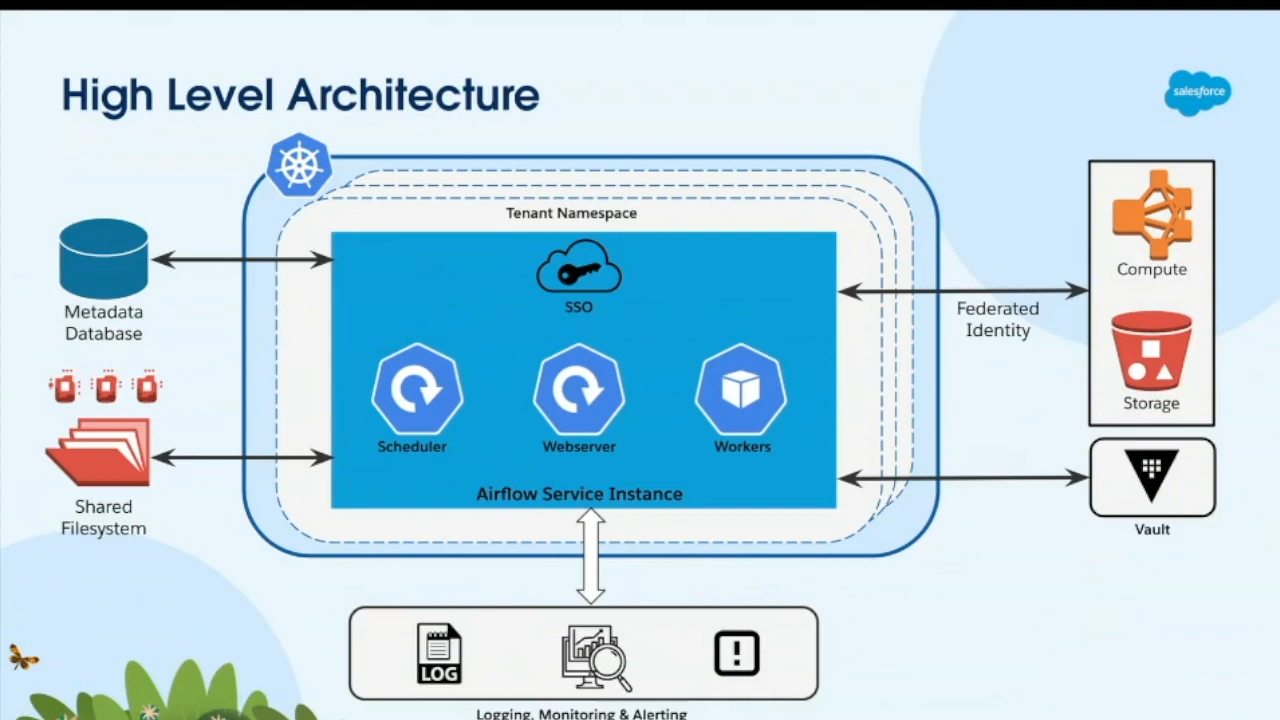 High Level Architecture
salesforce
Tenant Namespace
SSO
Metadata
Database
Compute
Federated
Identity
Storage
Scheduler
Webserver
Workers
Airflow Service Instance
Shared
Filesystem
Vault
LOG
Logging, Monitoring & Alerting